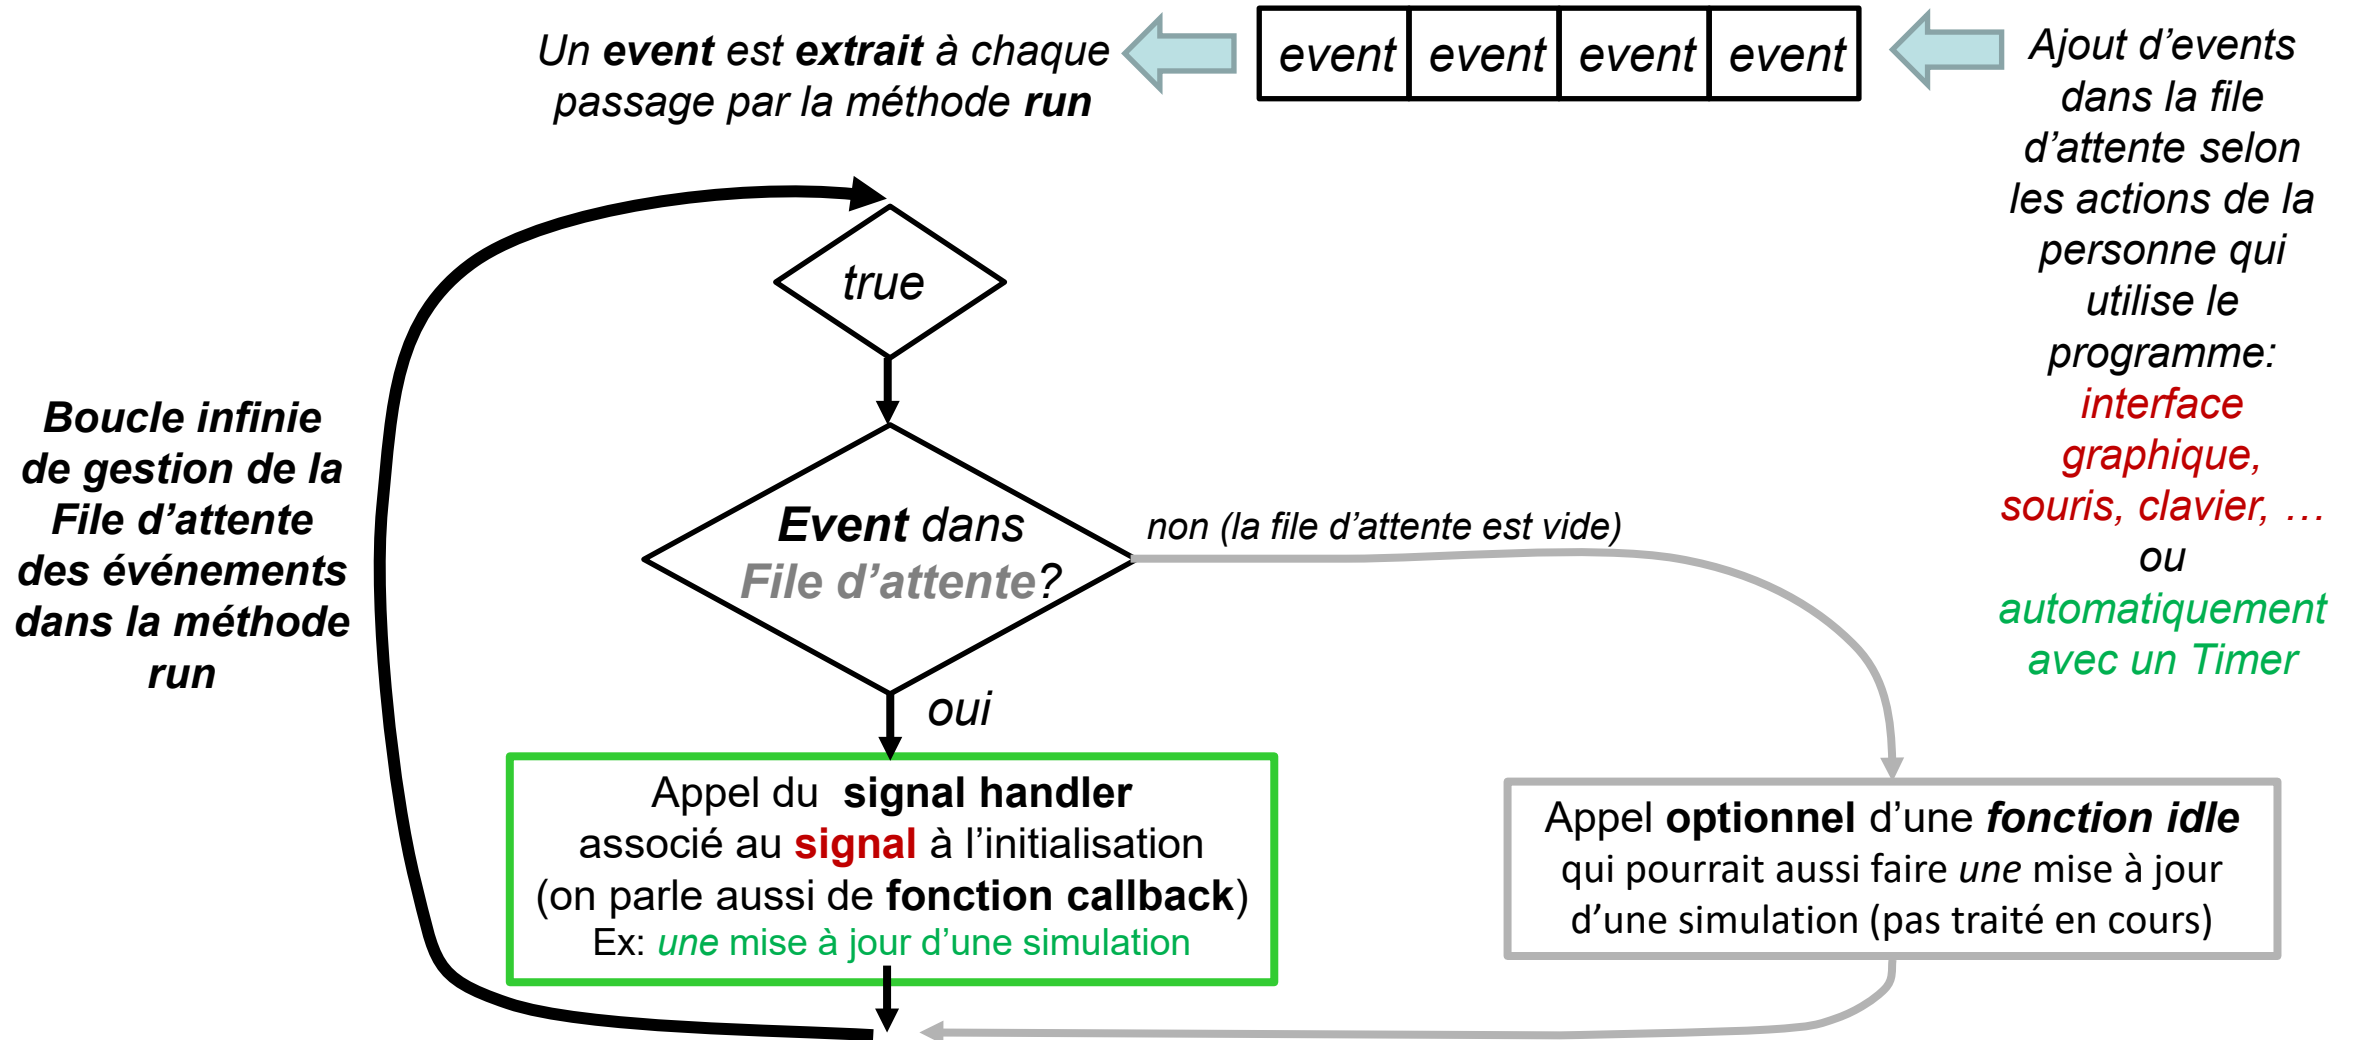 Un event est extrait à chaque
passage par la méthode run
event event event event
Ajout d’events
dans la file
d’attente selon
les actions de la
personne qui
utilise le
programme:
interface
graphique,
souris, clavier, …
ou
automatiquement
avec un Timer
true
Boucle infinie
de gestion de la
File d’attente
des événements
dans la méthode
run
Event dans
File d’attente?
non (la file d’attente est vide)
oui
Appel du signal handler
associé au signal à l’initialisation
(on parle aussi de fonction callback)
Ex: une mise à jour d’une simulation
Appel optionnel d’une fonction idle
qui pourrait aussi faire une mise à jour
d’une simulation (pas traité en cours)